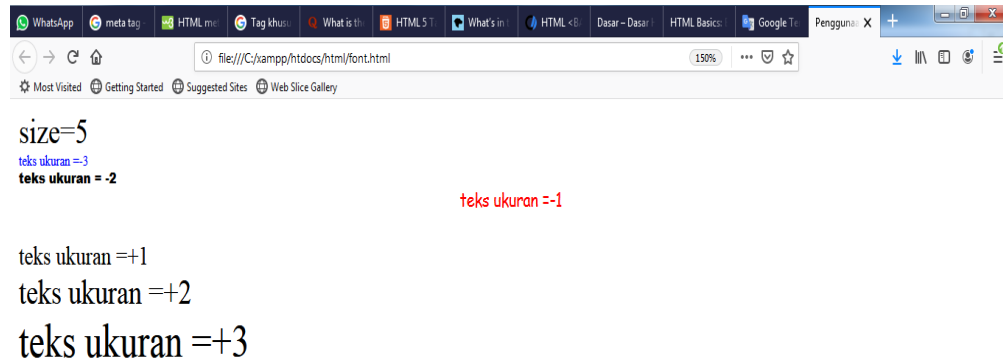 WhatsApp meta tag - HTML me Tag khusu What is the HTML 5 T What's in HTML <B Dasar – Dasar HTML Basics: Google Te Penggunaa X +
file:///C:/xampp/htdocs/html/font.html 150%
Most Visited Getting Started Suggested Sites Web Slice Gallery
size=5
teks ukuran =-3
teks ukuran = -2
teks ukuran =-1
teks ukuran =+1
teks ukuran =+2
teks ukuran =+3